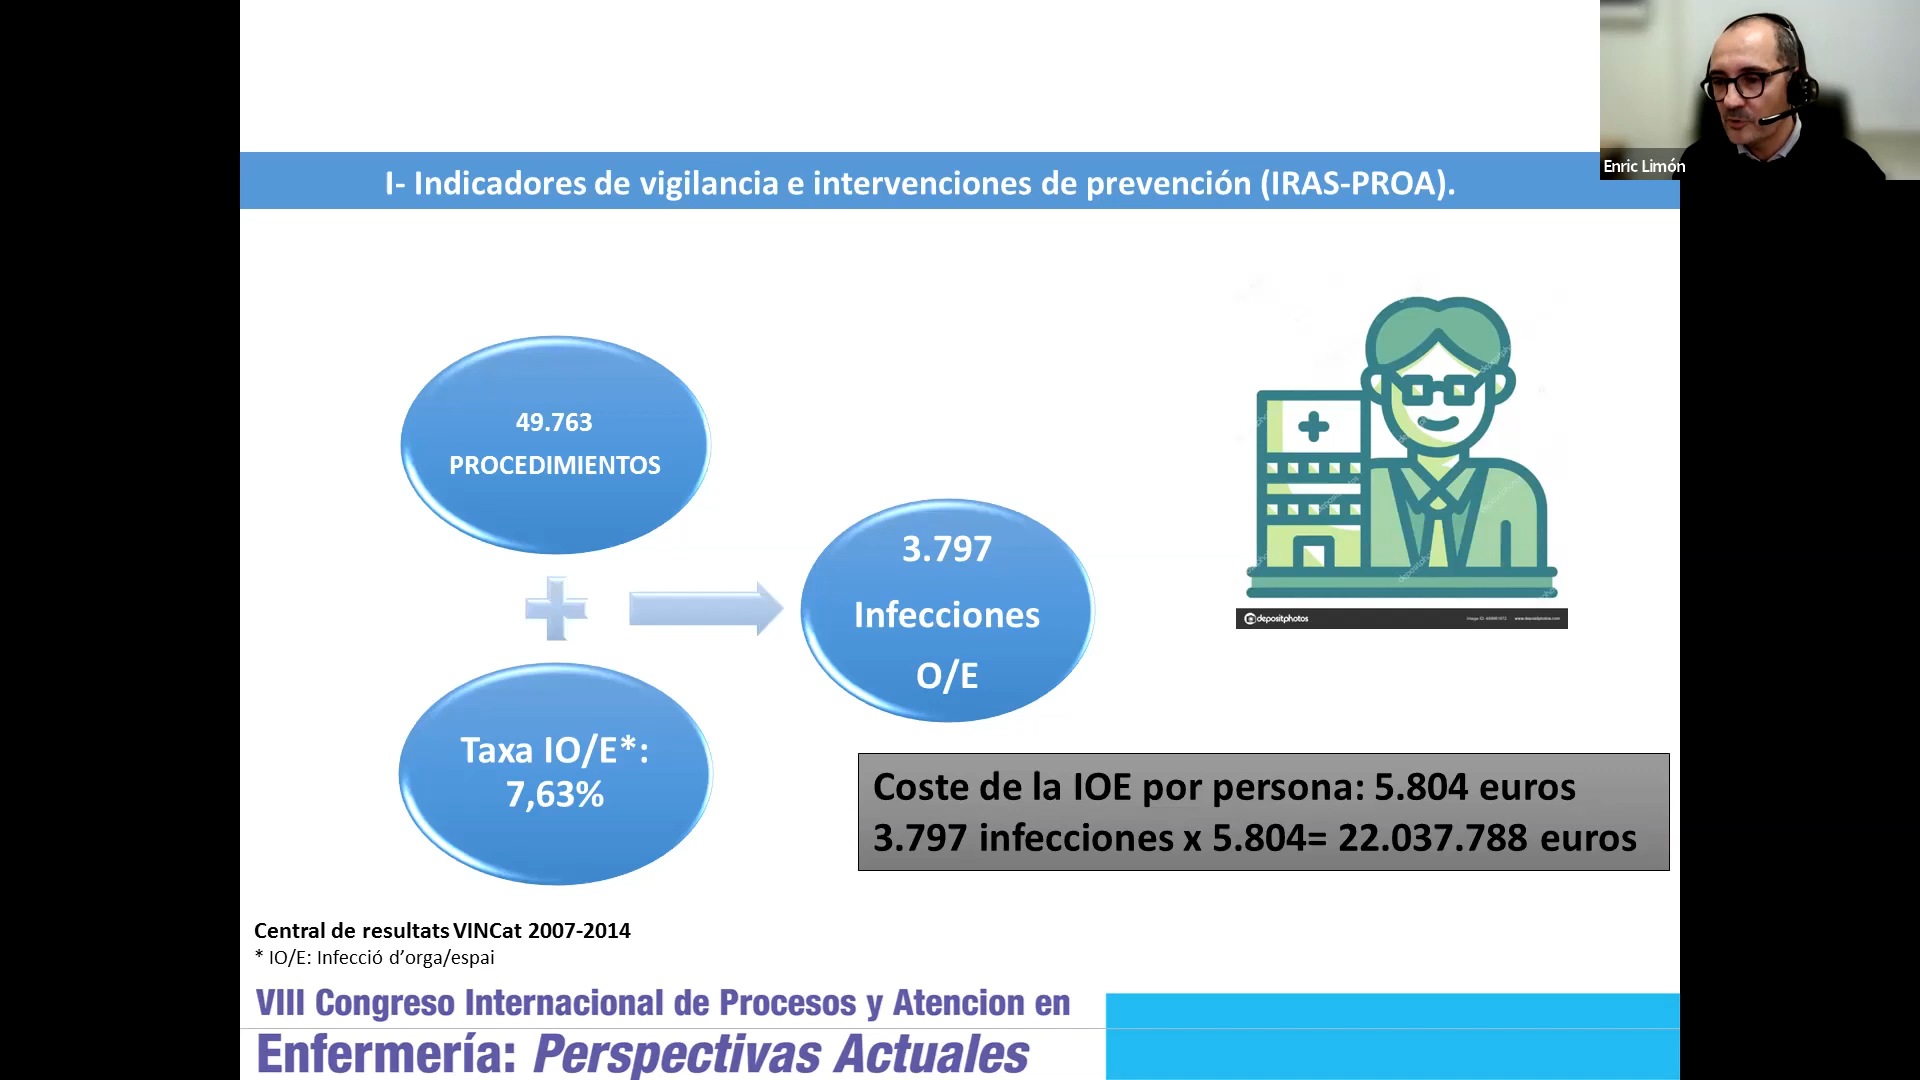 Enric Limón
I- Indicadores de vigilancia e intervenciones de prevención (IRAS-PROA).
49.763
PROCEDIMIENTOS
3.797
Infecciones
O/E
Taxa IO/E*:
7,63%
depositphotos
www.depositphotos.com
Coste de la IOE por persona: 5.804 euros
3.797 infecciones x 5.804= 22.037.788 euros
Central de resultats VINCat 2007-2014
* IO/E: Infecció d’orga/espai
VIII Congreso Internacional de Procesos y Atencion en
Enfermería: Perspectivas Actuales